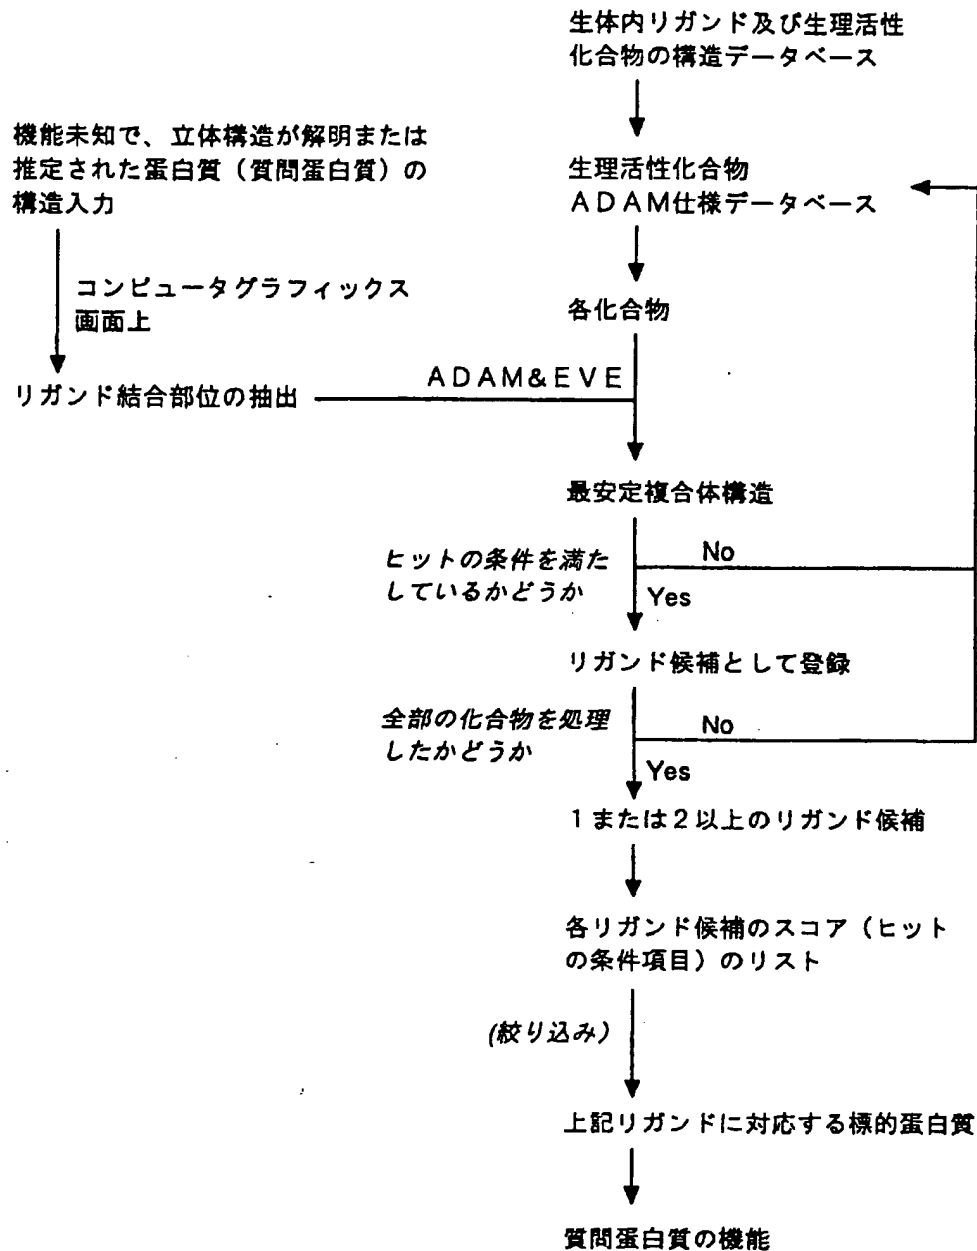 生体内リガンド及び生理活性
化合物の構造データベース
機能未知で、立体構造が解明または
推定された蛋白質（質問蛋白質）の
構造入力
生理活性化合物
ＡＤＡＭ仕様データベース
コンピュータグラフィックス
画面上
各化合物
ＡＤＡＭ&ＥＶＥ
リガンド結合部位の抽出
最安定複合体構造
ヒットの条件を満た
しているかどうか
No
Yes
リガンド候補として登録
全部の化合物を処理
したかどうか
No
Yes
１または２以上のリガンド候補
各リガンド候補のスコア（ヒット
の条件項目）のリスト
(絞り込み）
上記リガンドに対応する標的蛋白質
質問蛋白質の機能